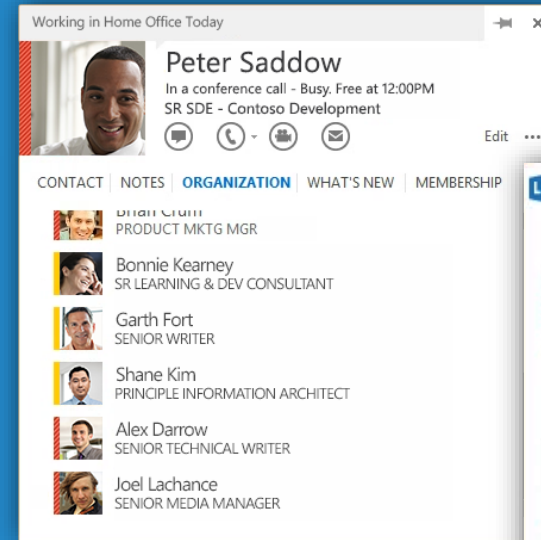 Working in Home Office Today
Peter Saddow
In a conference call - Busy. Free at 12:00PM
SR SDE - Contoso Development
Edit ...
CONTACT NOTES ORGANIZATION WHAT'S NEW MEMBERSHIP
Brian Crum
PRODUCT MKTG MGR
Bonnie Kearney
SR LEARNING & DEV CONSULTANT
Garth Fort
SENIOR WRITER
Shane Kim
PRINCIPLE INFORMATION ARCHITECT
Alex Darrow
SENIOR TECHNICAL WRITER
Joel Lachance
SENIOR MEDIA MANAGER